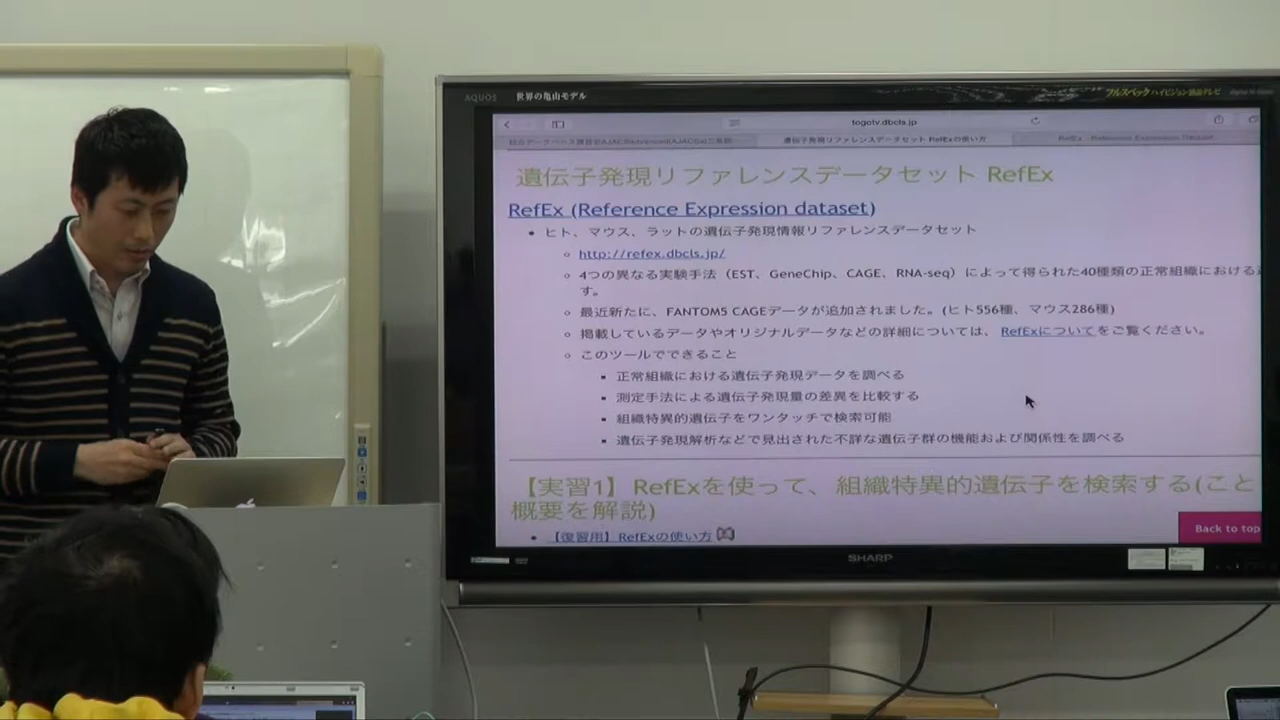 AQUOS 世界の亀山モデル
フルスペックハイビジョン液晶テレビ
togotv.dbcls.jp
遺伝子発現リファレンスデータセット RefExの使い方
遺伝子発現リファレンスデータセット RefEx
RefEx (Reference Expression dataset)
ヒト、マウス、ラットの遺伝子発現情報リファレンスデータセット
http://refex.dbcls.jp/
4つの異なる実験手法（EST、GeneChip、CAGE、RNA-seq）によって得られた40種類の正常組織における
す。
最近新たに、FANTOM5 CAGEデータが追加されました。(ヒト556種、マウス286種)
掲載しているデータやオリジナルデータなどの詳細については、RefExについてをご覧ください。
このツールでできること
正常組織における遺伝子発現データを調べる
測定手法による遺伝子発現量の差異を比較する
組織特異的遺伝子をワンタッチで検索可能
遺伝子発現解析などで見出された不詳な遺伝子群の機能および関係性を調べる
【実習1】RefExを使って、組織特異的遺伝子を検索する(こと
概要を解説)
【復習用】RefExの使い方
Back to top
SHARP